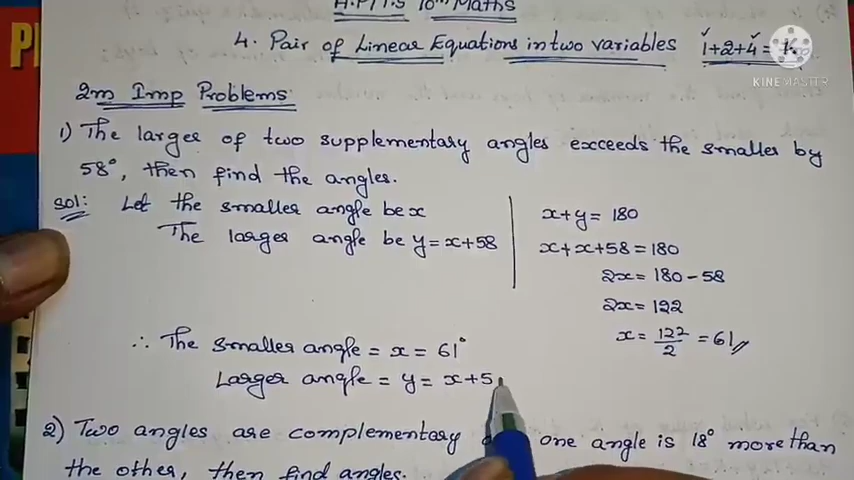 A.P/T.S 10th Maths
4. Pair of Linear Equations in two variables 1+2+4 =
KINEMASTER
2m Imp Problems
1) The larger of two supplementary angles exceeds the smaller by
58°, then find the angles.
Sol: Let the smaller angle be x
The larger angle be y = x+58
x+y = 180
x+x+58 = 180
2x = 180 - 58
2x = 122
x = 122/2 = 61
∴ The smaller angle = x = 61°
Larger angle = y = x+5
2) Two angles are complementary one angle is 18° more than
the other, then find angles.